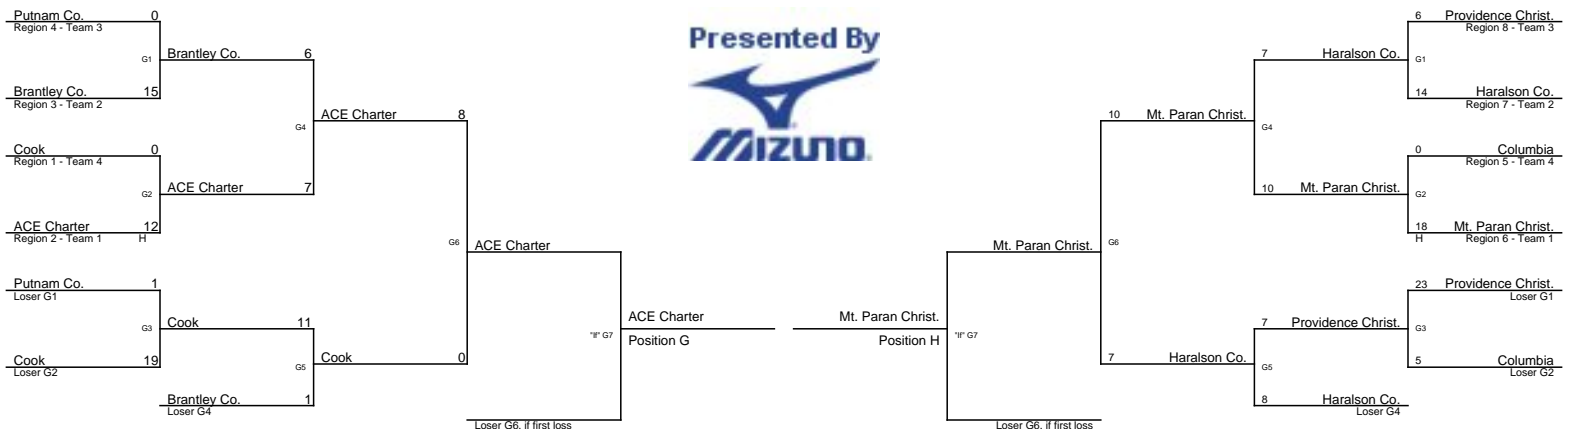 Putnam Co. 0
Region 4 - Team 3
G1
Brantley Co. 6
Brantley Co. 15
Region 3 - Team 2
G4
ACE Charter 8
Cook 0
Region 1 - Team 4
G2
ACE Charter 7
ACE Charter 12
Region 2 - Team 1 H
G6
ACE Charter
Putnam Co. 1
Loser G1
G3
Cook 11
Cook 19
Loser G2
G5
Cook 0
Brantley Co. 1
Loser G4
Loser G6, if first loss
"If" G7
ACE Charter
Position G
Presented By
MIZUNO
6 Providence Christ.
Region 8 - Team 3
7 Haralson Co.
G1
14 Haralson Co.
Region 7 - Team 2
10 Mt. Paran Christ.
G4
0 Columbia
Region 5 - Team 4
10 Mt. Paran Christ.
G2
18 Mt. Paran Christ.
H Region 6 - Team 1
Mt. Paran Christ.
G6
23 Providence Christ.
Loser G1
7 Providence Christ.
G3
5 Columbia
Loser G2
7 Haralson Co.
G5
8 Haralson Co.
Loser G4
Loser G6, if first loss
Mt. Paran Christ.
Position H
"If" G7